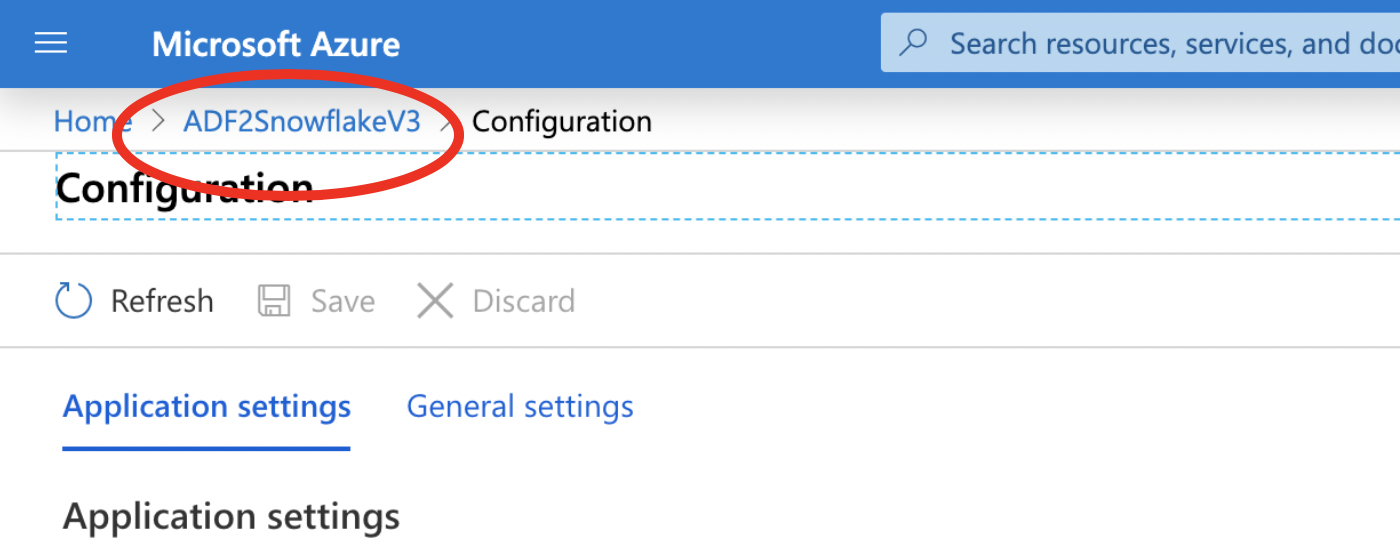 Microsoft Azure
Search resources, services, and do
Home > ADF2SnowflakeV3 > Configuration
Configuration
Refresh Save Discard
Application settings General settings
Application settings